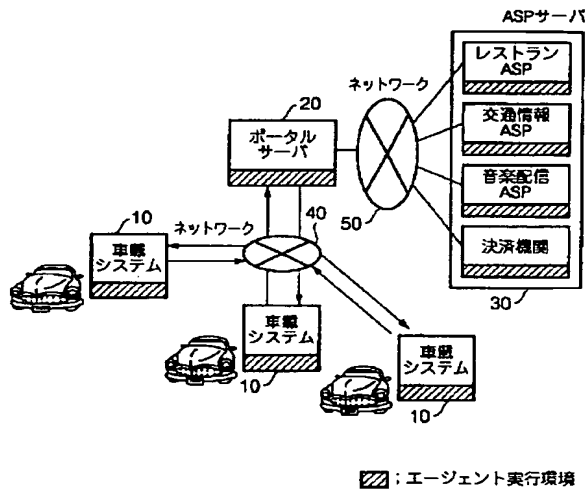 ASPサーバ
レストラン
ASP
交通情報
ASP
音楽配信
ASP
決済機関
30
ネットワーク
50
20
ポータル
サーバ
ネットワーク
40
10
車載
システム
車載
システム
10
車載
システム
10
；エージェント実行環境